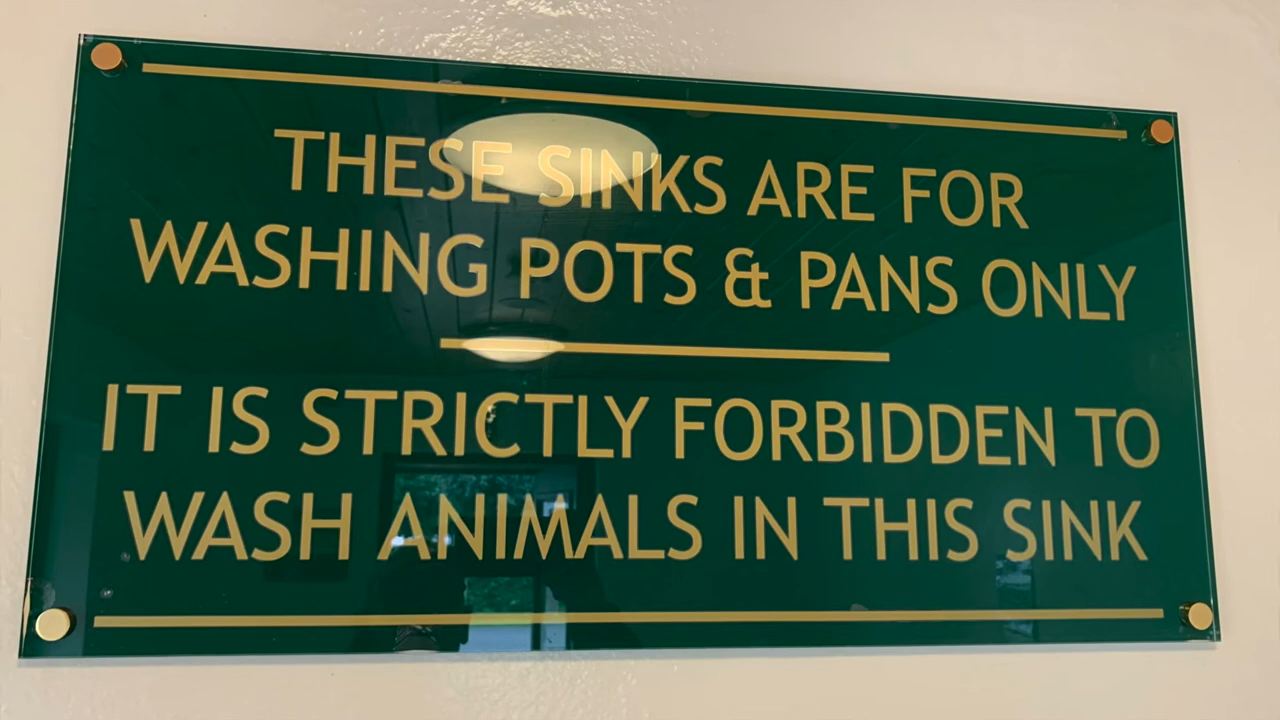 THESE SINKS ARE FOR
WASHING POTS & PANS ONLY
IT IS STRICTLY FORBIDDEN TO
WASH ANIMALS IN THIS SINK